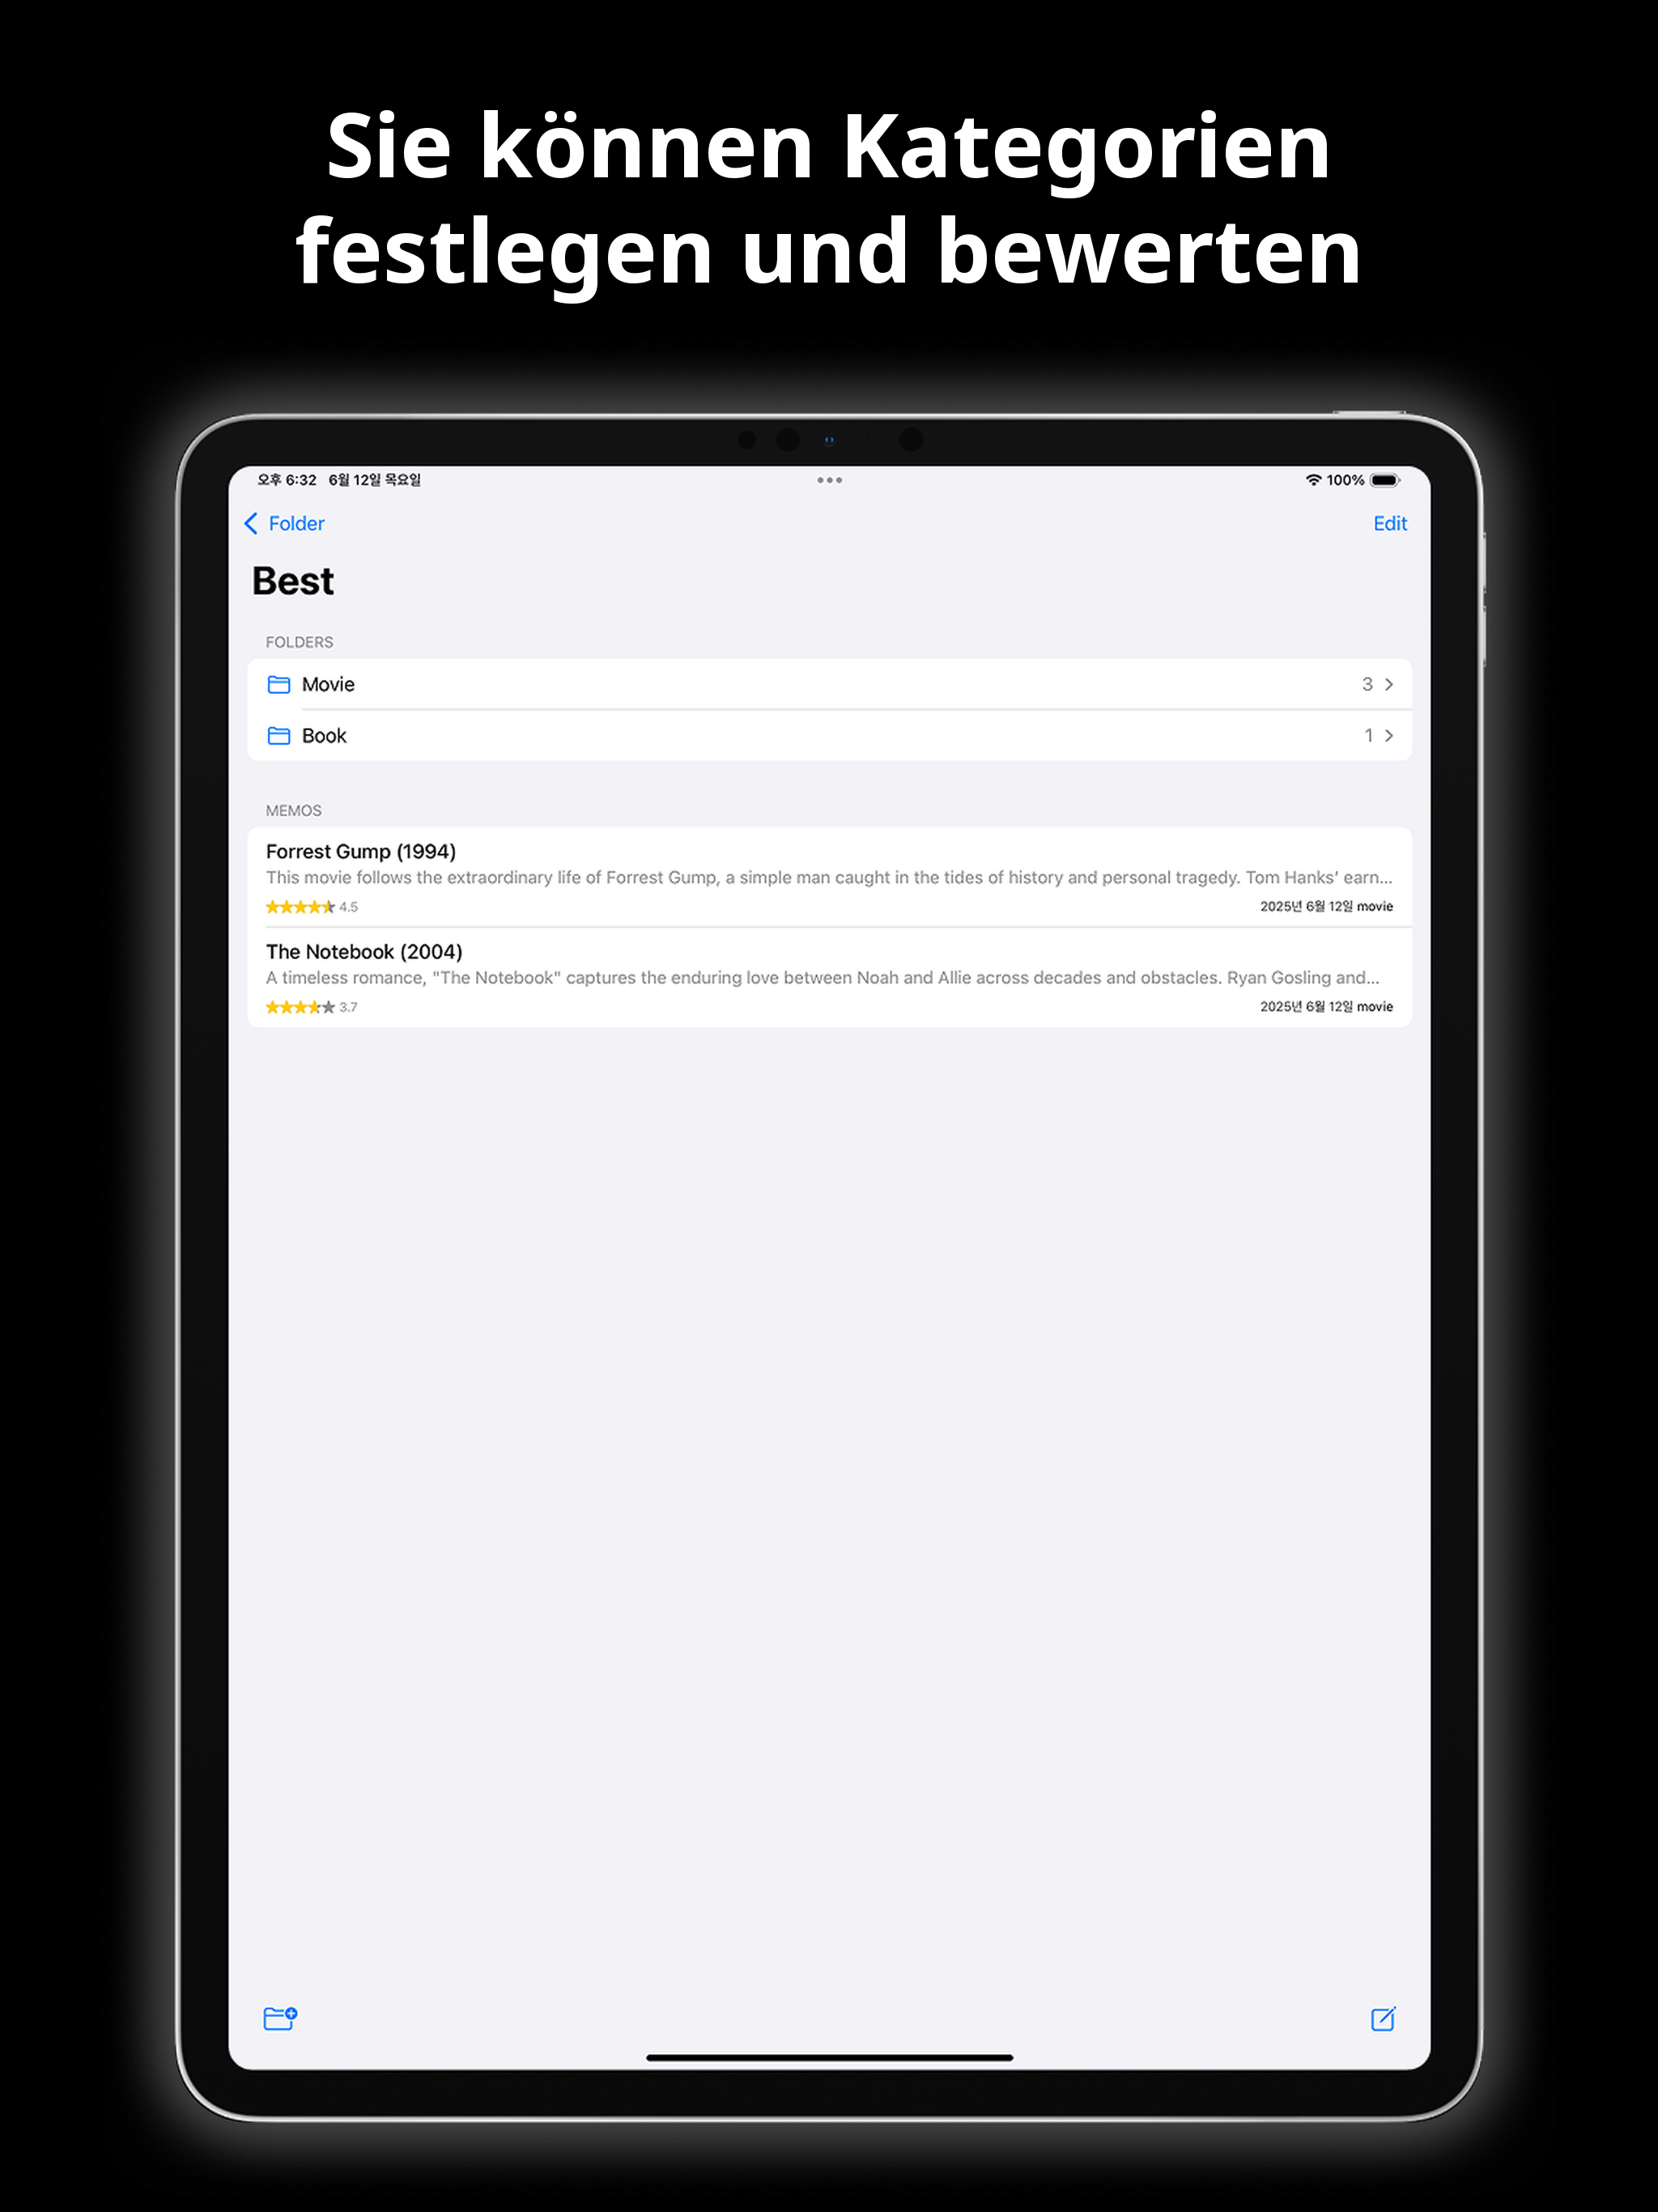 Sie können Kategorien
festlegen und bewerten
오후 6:32 6월 12일 목요일
100%
Folder
Edit
Best
FOLDERS
Movie 3
Book 1
MEMOS
Forrest Gump (1994)
This movie follows the extraordinary life of Forrest Gump, a simple man caught in the tides of history and personal tragedy. Tom Hanks' earn...
4.5
2025년 6월 12일 movie
The Notebook (2004)
A timeless romance, "The Notebook" captures the enduring love between Noah and Allie across decades and obstacles. Ryan Gosling and...
3.7
2025년 6월 12일 movie